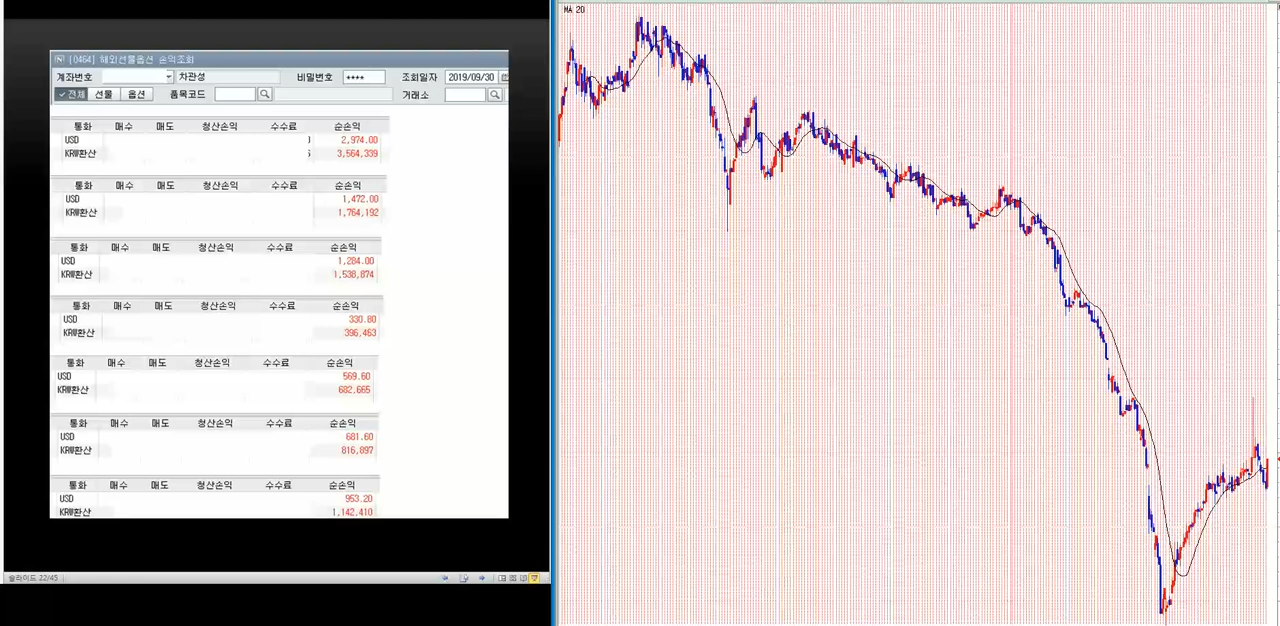 [0464] 해외선물옵션 손익조회
계좌번호 차관성 비밀번호 **** 조회일자 2019/09/30
전체 선물 옵션 품목코드 거래소
통화 매수 매도 청산손익 수수료 순손익
USD 2,974.00
KRW환산 3,564,339
통화 매수 매도 청산손익 수수료 순손익
USD 1,472.00
KRW환산 1,764,192
통화 매수 매도 청산손익 수수료 순손익
USD 1,284.00
KRW환산 1,538,874
통화 매수 매도 청산손익 수수료 순손익
USD 330.80
KRW환산 396,463
통화 매수 매도 청산손익 수수료 순손익
USD 569.60
KRW환산 682,665
통화 매수 매도 청산손익 수수료 순손익
USD 681.60
KRW환산 816,897
통화 매수 매도 청산손익 수수료 순손익
USD 953.20
KRW환산 1,142,410
슬라이드 22/45
MA 20